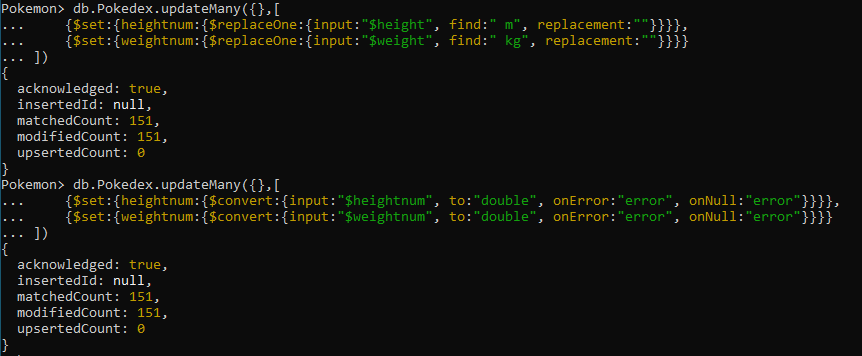 Pokemon> db.Pokedex.updateMany({},[
...     {$set:{heightnum:{$replaceOne:{input:"$height", find:" m", replacement:""}}}},
...     {$set:{weightnum:{$replaceOne:{input:"$weight", find:" kg", replacement:""}}}}
... ])
{
  acknowledged: true,
  insertedId: null,
  matchedCount: 151,
  modifiedCount: 151,
  upsertedCount: 0
}
Pokemon> db.Pokedex.updateMany({},[
...     {$set:{heightnum:{$convert:{input:"$heightnum", to:"double", onError:"error", onNull:"error"}}}},
...     {$set:{weightnum:{$convert:{input:"$weightnum", to:"double", onError:"error", onNull:"error"}}}}
... ])
{
  acknowledged: true,
  insertedId: null,
  matchedCount: 151,
  modifiedCount: 151,
  upsertedCount: 0
}